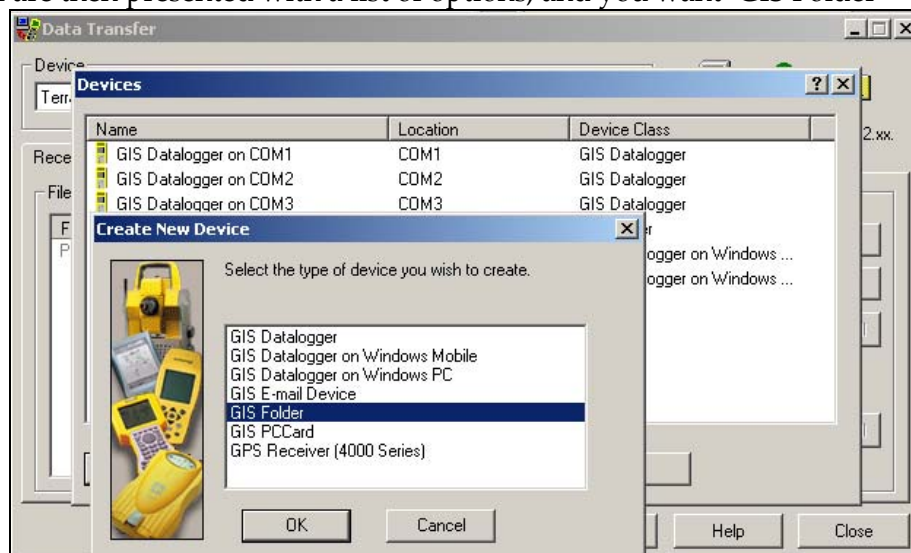 are then presented with a list of options, and you want "GIS Folder"
Data Transfer
Device
Devices
Name Location Device Class
2.xx.
GIS Datalogger on COM1 COM1 GIS Datalogger
Rece
GIS Datalogger on COM2 COM2 GIS Datalogger
File
GIS Datalogger on COM3 COM3 GIS Datalogger
F
Create New Device
P
ogger on Windows ...
Select the type of device you wish to create.
ogger on Windows ...
GIS Datalogger
GIS Datalogger on Windows Mobile
GIS Datalogger on Windows PC
GIS E-mail Device
GIS Folder
GIS PCCard
GPS Receiver (4000 Series)
OK Cancel Help Close